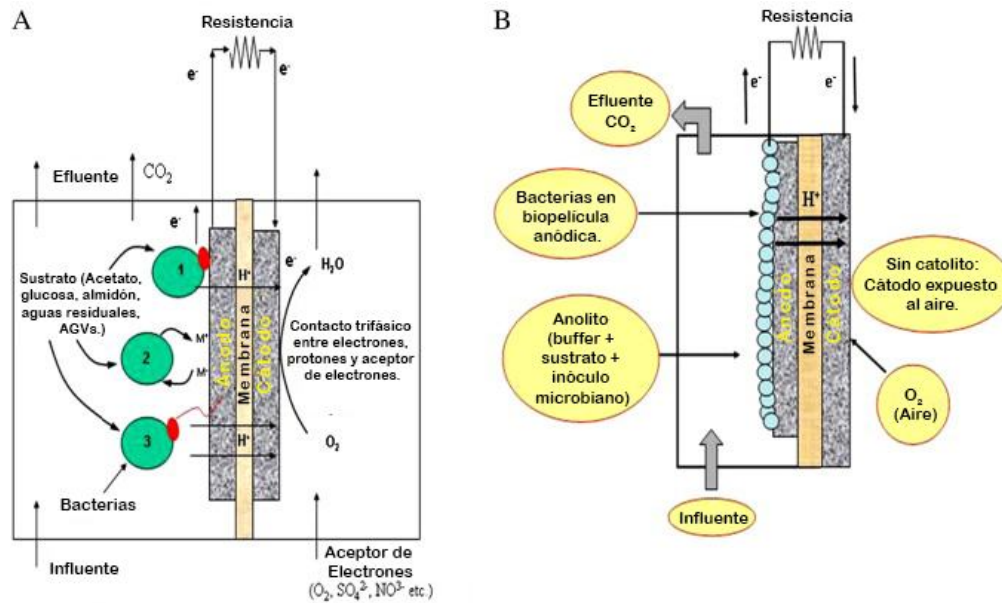 A
Resistencia
e-
e-
Efluente
CO₂
e-
Sustrato (Acetato,
glucosa, almidón,
aguas residuales,
AGVs.)
1
H⁺
e-
H₂O
2
M⁺
M⁻
Ánodo
Membrana
Cátodo
Contacto trifásico
entre electrones,
protones y aceptor
de electrones.
3
H⁺
O₂
Bacterias
Influente
Aceptor de
Electrones
(O₂, SO₄²⁻, NO³⁻ etc.)
B
Resistencia
e-
e-
Efluente
CO₂
Bacterias en
biopelícula
anódica.
H⁺
Ánodo
Membrana
Cátodo
Sin catolito:
Càtodo expuesto
al aire.
Anolito
(buffer +
sustrato +
inóculo
microbiano)
O₂
(Aire)
Influente